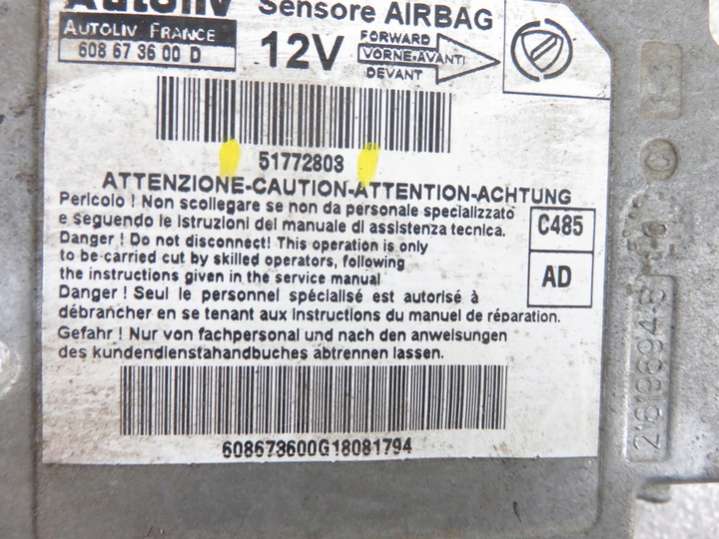 Autoliv
AUTOLIV FRANCE
608 67 36 00 D
Sensore AIRBAG
12V
FORWARD
VORNE-AVANTI
DEVANT
51772803
ATTENZIONE-CAUTION-ATTENTION-ACHTUNG
Pericolo ! Non scollegare se non da personale specializzato
e seguendo le istruzioni del manuale di assistenza tecnica.
Danger ! Do not disconnect! This operation is only
to be carried cut by skilled operators, following
the instructions given in the service manual
Danger ! Seul le personnel spécialisé est autorisé à
débrancher en se tenant aux instructions du manuel de réparation.
Gefahr ! Nur von fachpersonal und nach den anweisungen
des kundendienstahandbuches abtrennen lassen.
C485
AD
608673600G18081794